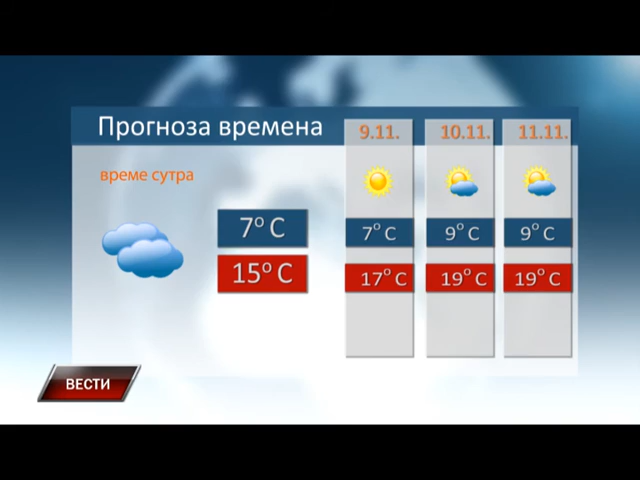 Прогноза времена
време сутра
7° C
15° C
9.11.
7° C
17° C
10.11.
9° C
19° C
11.11.
9° C
19° C
ВЕСТИ